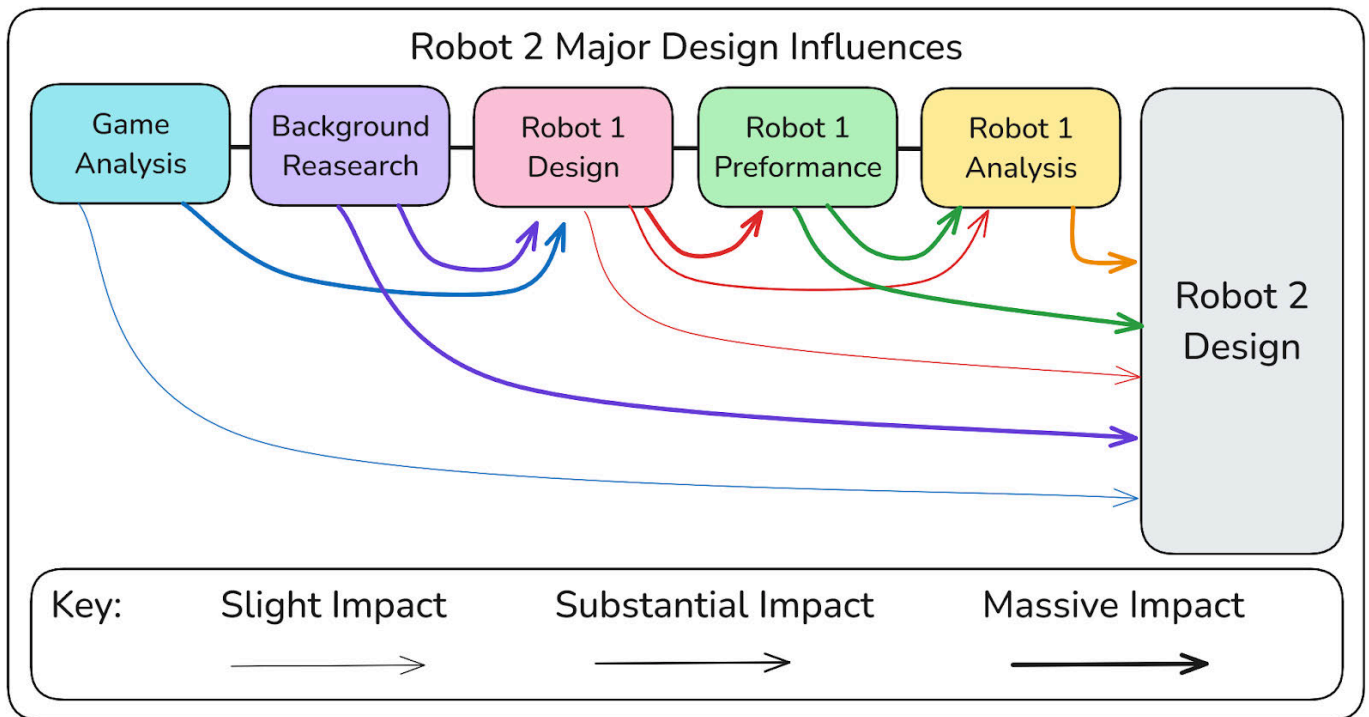 Robot 2 Major Design Influences
Game
Analysis
Background
Reasearch
Robot 1
Design
Robot 1
Preformance
Robot 1
Analysis
Robot 2
Design
Key:
Slight Impact
Substantial Impact
Massive Impact